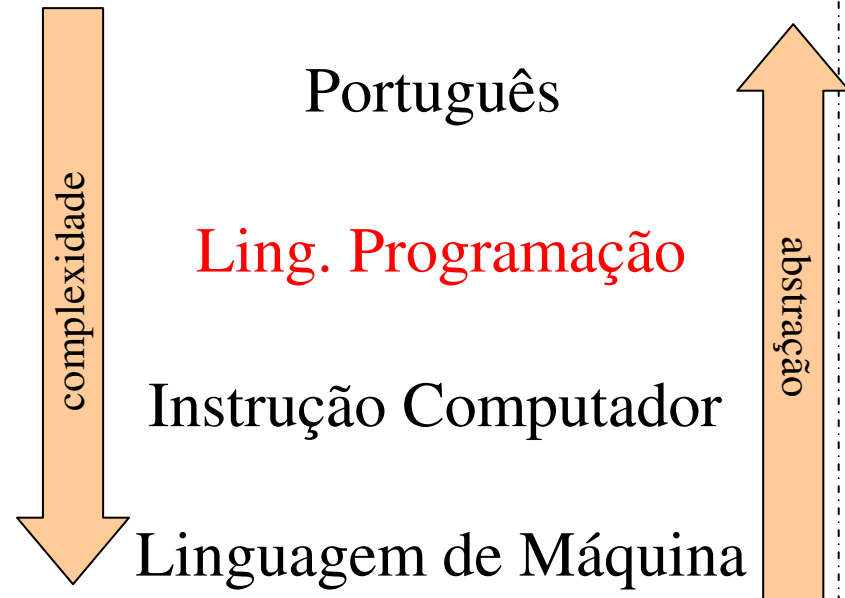 Português
complexidade
Ling. Programação
abstração
Instrução Computador
Linguagem de Máquina